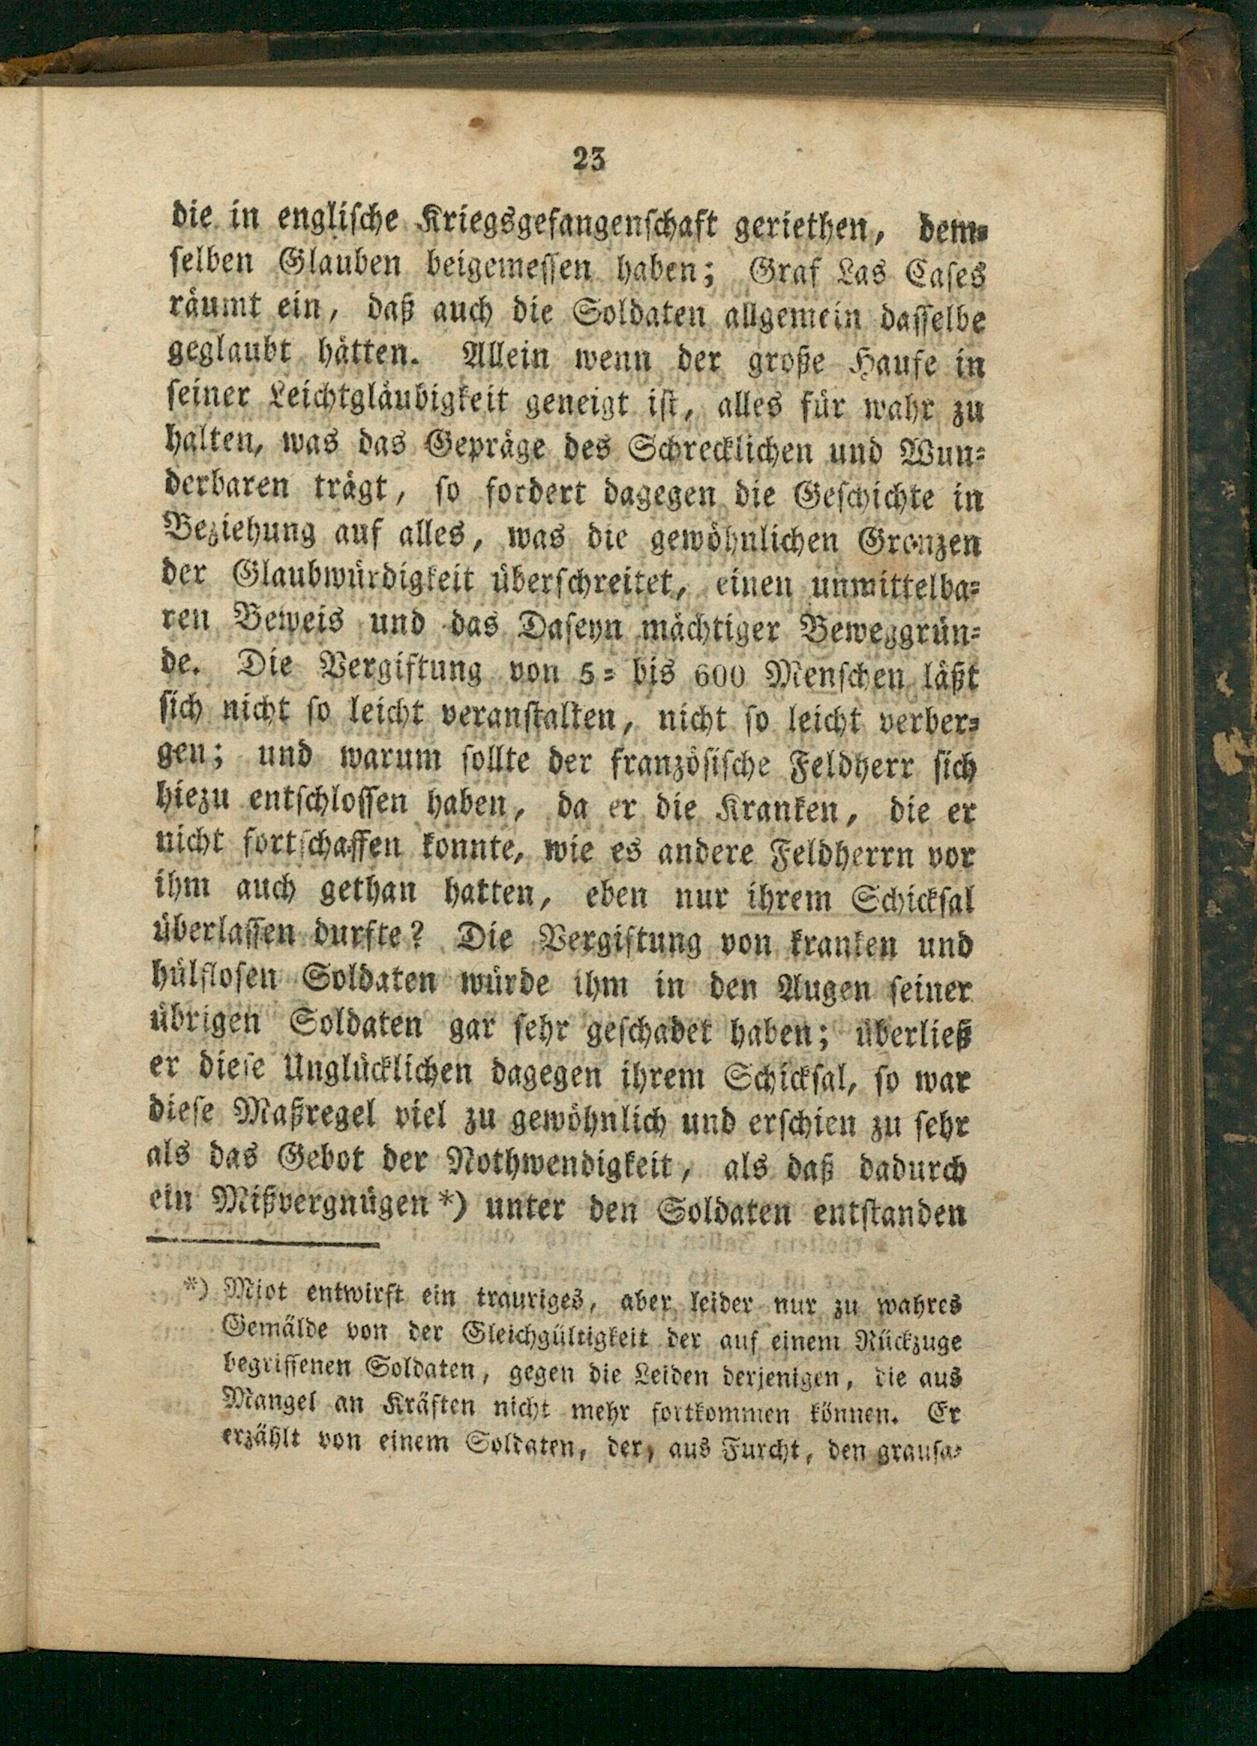 23
die in englische Kriegsgefangenschaft geriethen, dem-
selben Glauben beigemessen haben; Graf Las Cases
räumt ein, daß auch die Soldaten allgemein dasselbe
geglaubt hätten. Allein wenn der große Haufe in
seiner Leichtgläubigkeit geneigt ist, alles für wahr zu
halten, was das Gepräge des Schrecklichen und Wun-
derbaren trägt, so fordert dagegen die Geschichte in
Beziehung auf alles, was die gewöhnlichen Grenzen
der Glaubwürdigkeit überschreitet, einen unmittelba-
ren Beweis und das Daseyn mächtiger Beweggrün-
de. Die Vergiftung von 5- bis 600 Menschen läßt
sich nicht so leicht veranstalten, nicht so leicht verber-
gen; und warum sollte der französische Feldherr sich
hiezu entschlossen haben, da er die Kranken, die er
nicht fortschaffen konnte, wie es andere Feldherrn vor
ihm auch gethan hatten, eben nur ihrem Schicksal
überlassen durfte? Die Vergiftung von kranken und
hülflosen Soldaten würde ihm in den Augen seiner
übrigen Soldaten gar sehr geschadet haben; überließ
er diese Unglücklichen dagegen ihrem Schicksal, so war
diese Maßregel viel zu gewöhnlich und erschien zu sehr
als das Gebot der Nothwendigkeit, als daß dadurch
ein Mißvergnügen *) unter den Soldaten entstanden
*) Miot entwirft ein trauriges, aber leider nur zu wahres
Gemälde von der Gleichgültigkeit der auf einem Rückzuge
begriffenen Soldaten, gegen die Leiden derjenigen, die aus
Mangel an Kräften nicht mehr fortkommen können. Er
erzählt von einem Soldaten, der, aus Furcht, den grausa-